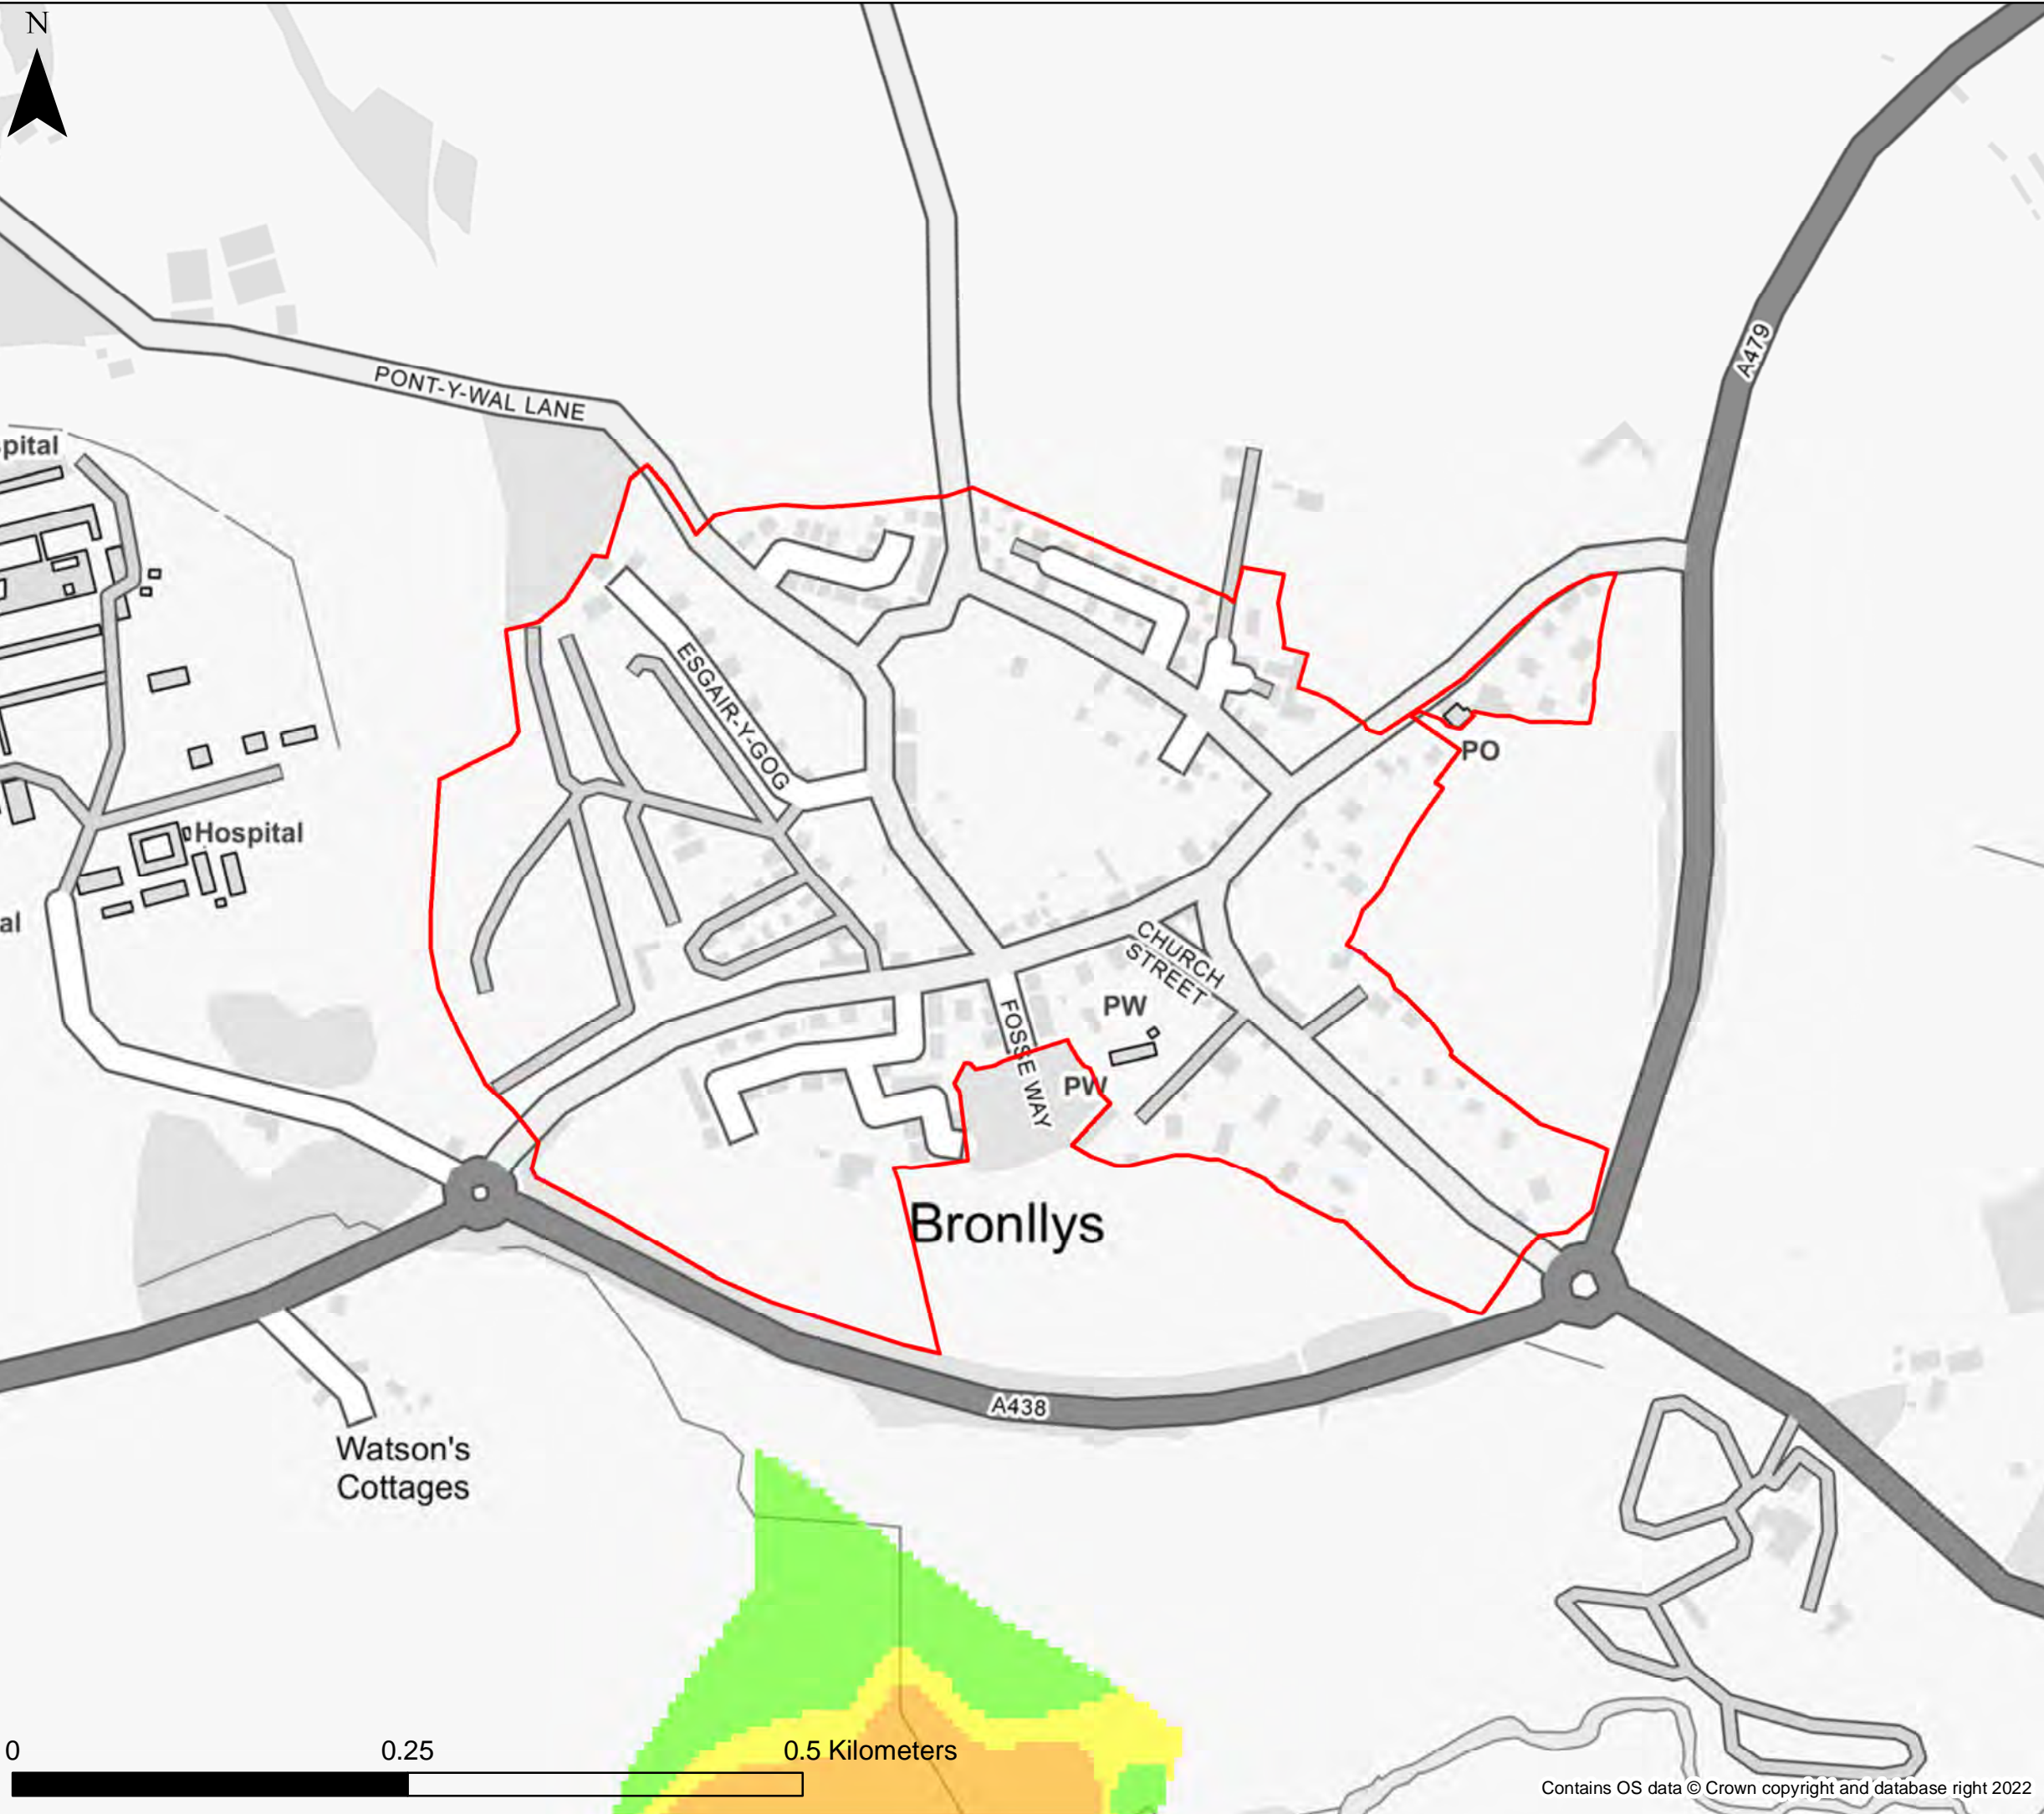 N
A479
PONT-Y-WAL LANE
pital
ESGAIR-Y-GOG
PO
Hospital
al
CHURCH
STREET
PW
FOSSE WAY
PW
Bronllys
A438
Watson's
Cottages
0 0.25 0.5 Kilometers
Contains OS data © Crown copyright and database right 2022